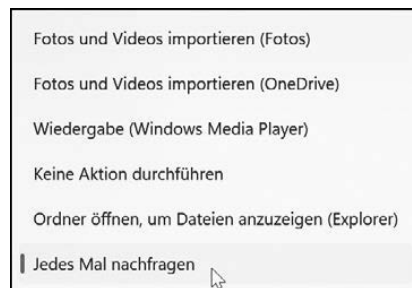 Fotos und Videos importieren (Fotos)
Fotos und Videos importieren (OneDrive)
Wiedergabe (Windows Media Player)
Keine Aktion durchführen
Ordner öffnen, um Dateien anzuzeigen (Explorer)
Jedes Mal nachfragen